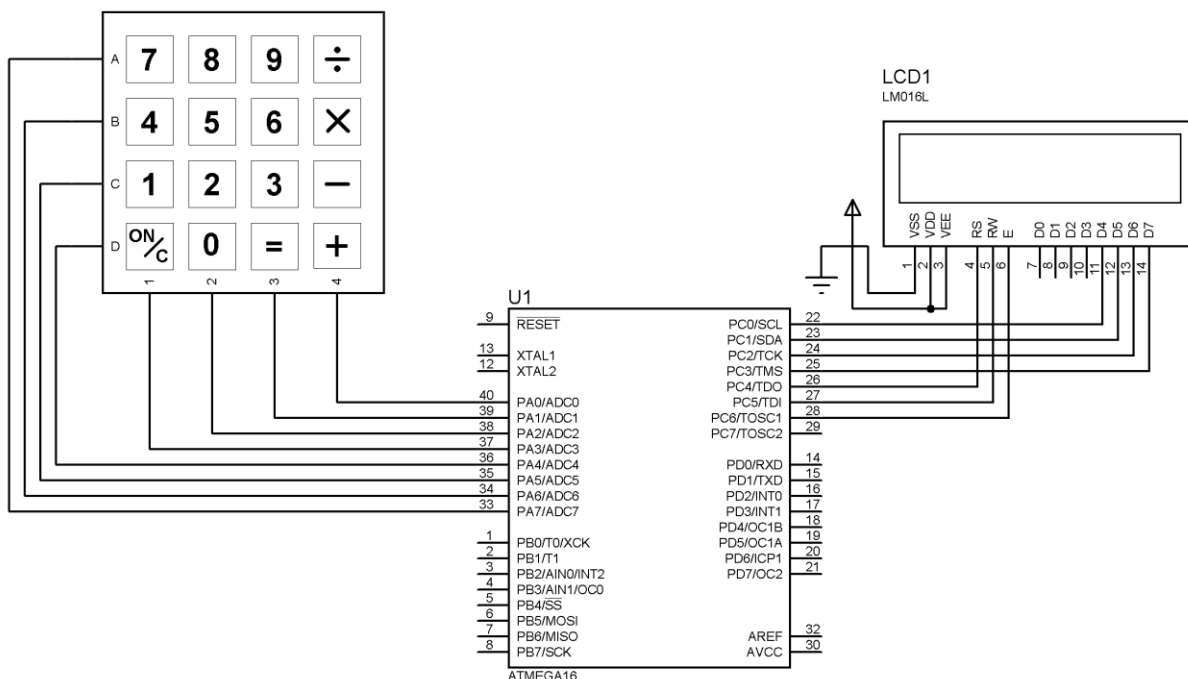 A 7 8 9 ÷
B 4 5 6 ×
C 1 2 3 −
D ON/C 0 = +
1 2 3 4
LCD1
LM016L
VSS VDD VEE RS RW E D0 D1 D2 D3 D4 D5 D6 D7
1 2 3 4 5 6 7 8 9 10 11 12 13 14
U1
9 RESET PC0/SCL 22
PC1/SDA 23
13 XTAL1 PC2/TCK 24
12 XTAL2 PC3/TMS 25
PC4/TDO 26
40 PA0/ADC0 PC5/TDI 27
39 PA1/ADC1 PC6/TOSC1 28
38 PA2/ADC2 PC7/TOSC2 29
37 PA3/ADC3
36 PA4/ADC4 PD0/RXD 14
35 PA5/ADC5 PD1/TXD 15
34 PA6/ADC6 PD2/INT0 16
33 PA7/ADC7 PD3/INT1 17
PD4/OC1B 18
1 PB0/T0/XCK PD5/OC1A 19
2 PB1/T1 PD6/ICP1 20
3 PB2/AIN0/INT2 PD7/OC2 21
4 PB3/AIN1/OC0
5 PB4/SS
6 PB5/MOSI
7 PB6/MISO AREF 32
8 PB7/SCK AVCC 30
ATMEGA16